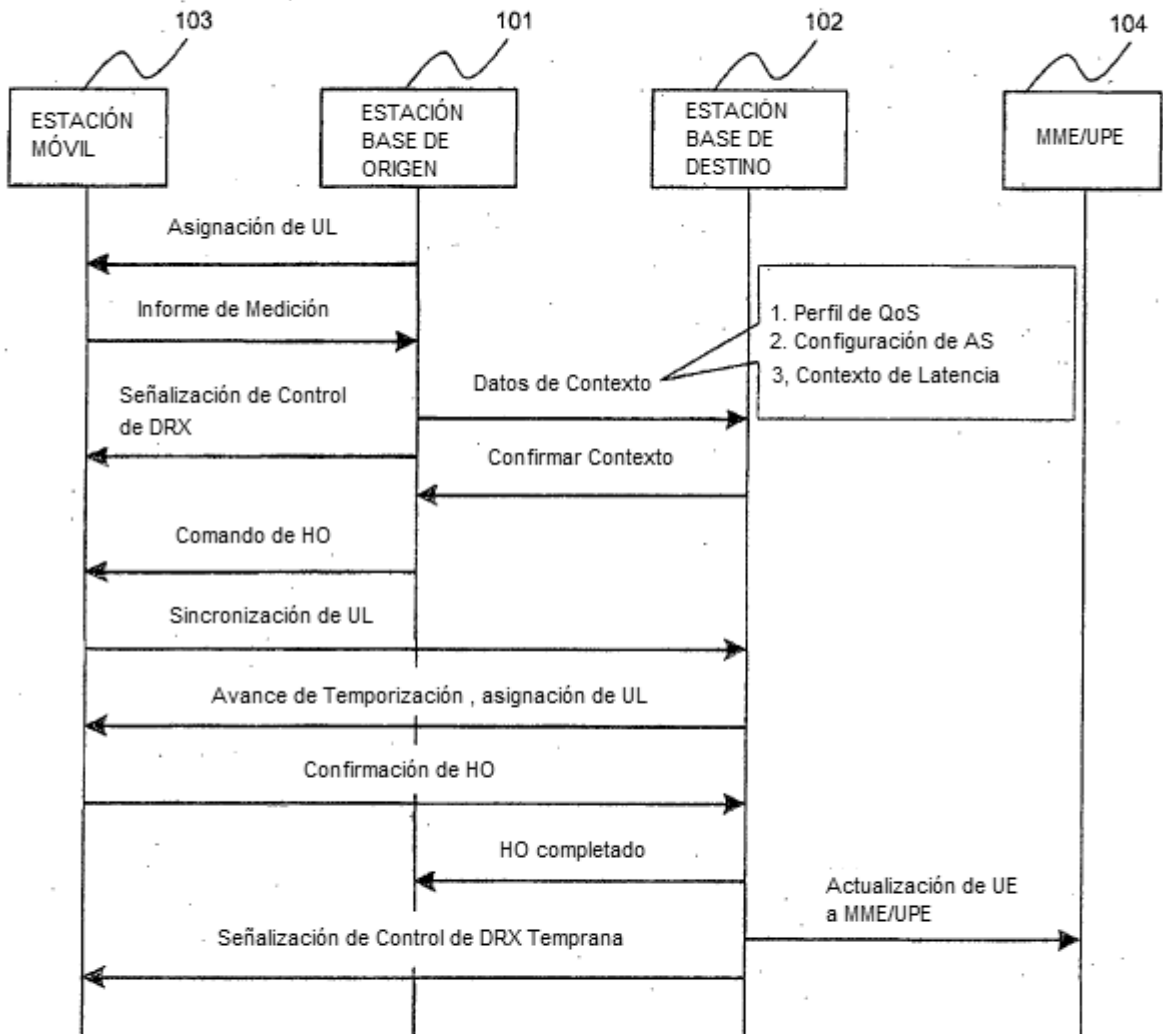 103
101
102
104
ESTACIÓN
MÓVIL
ESTACIÓN
BASE DE
ORIGEN
ESTACIÓN
BASE DE
DESTINO
MME/UPE
Asignación de UL
Informe de Medición
1. Perfil de QoS
2. Configuración de AS
3, Contexto de Latencia
Datos de Contexto
Señalización de Control
de DRX
Confirmar Contexto
Comando de HO
Sincronización de UL
Avance de Temporización , asignación de UL
Confirmación de HO
HO completado
Actualización de UE
a MME/UPE
Señalización de Control de DRX Temprana